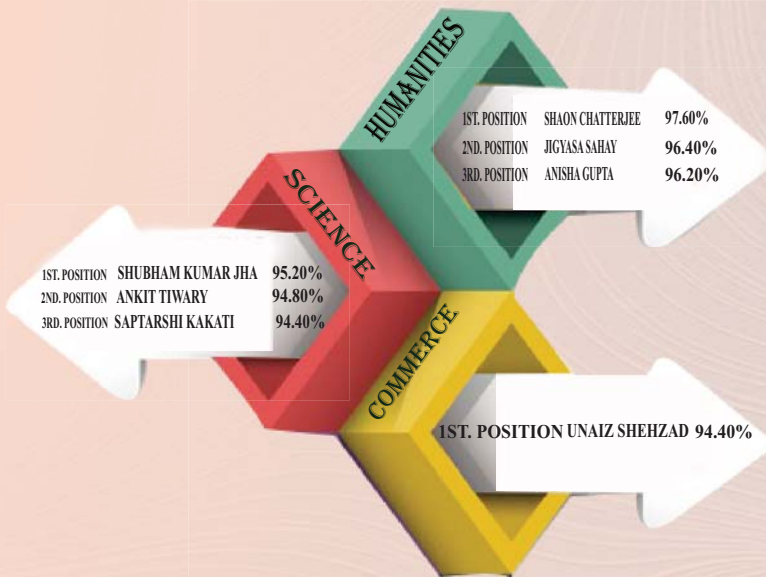 HUMANITIES
1ST. POSITION SHAON CHATTERJEE 97.60%
2ND. POSITION JIGYASA SAHAY 96.40%
3RD. POSITION ANISHA GUPTA 96.20%
SCIENCE
1ST. POSITION SHUBHAM KUMAR JHA 95.20%
2ND. POSITION ANKIT TIWARY 94.80%
3RD. POSITION SAPTARSHI KAKATI 94.40%
COMMERCE
1ST. POSITION UNAIZ SHEHZAD 94.40%